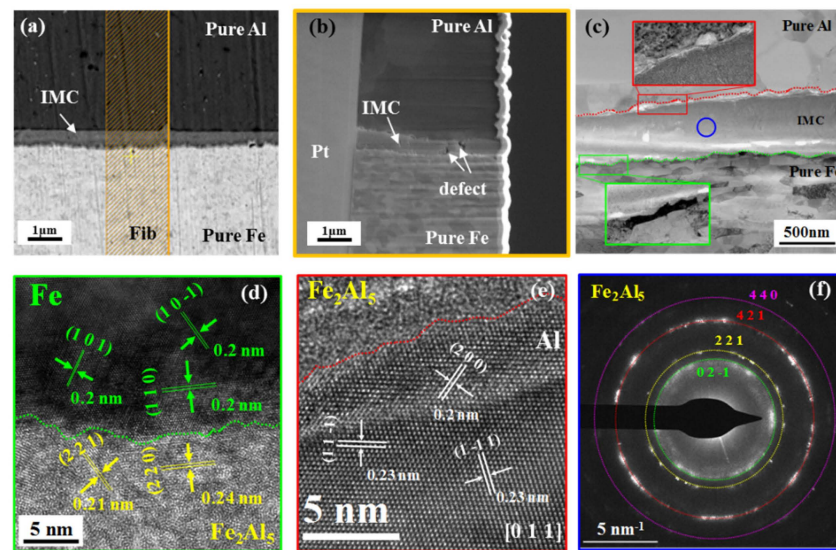 (a)
Pure Al
IMC
1μm
Fib
Pure Fe
(b)
Pure Al
IMC
Pt
defect
1μm
Pure Fe
(c)
IMC
Pure Fe
500nm
Fe
(d)
(1 0 -1)
(1 0 1)
0.2 nm
0.2 nm
(1 1 0)
0.2 nm
(2 2 1)
(2 2 0)
0.21 nm
0.24 nm
5 nm
Fe₂Al₅
Fe₂Al₅
(e)
Al
(2 0 0)
0.2 nm
(1 1 -1)
(1 -1 1)
0.23 nm
0.23 nm
5 nm
[0 1 1]
Fe₂Al₅
(f)
4 4 0
4 2 1
2 2 1
0 2 -1
5 nm⁻¹